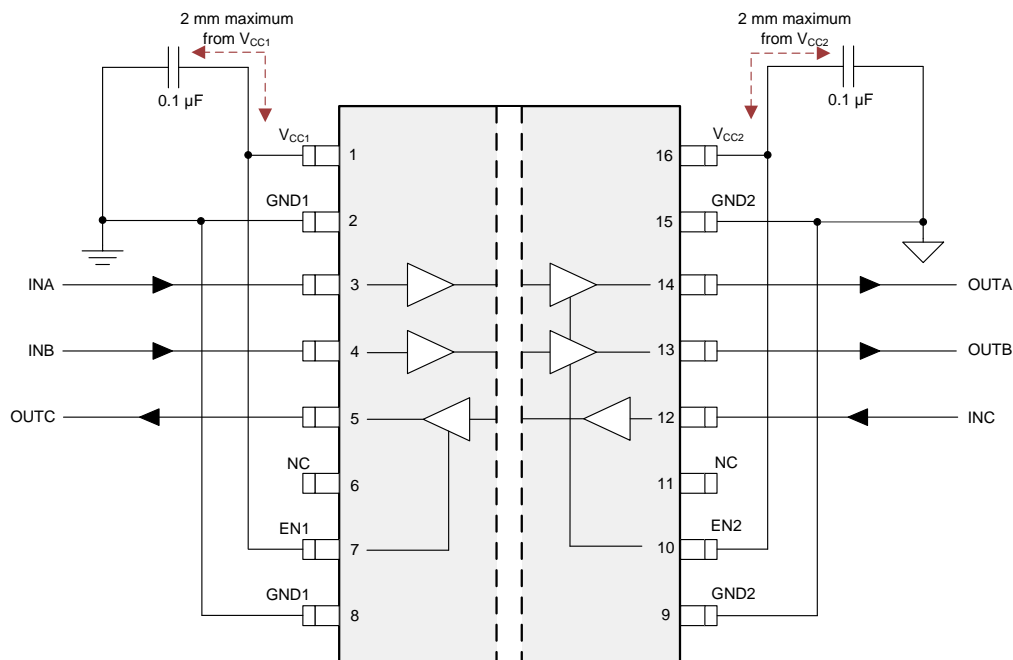 2 mm maximum
from VCC1
2 mm maximum
from VCC2
0.1 µF
0.1 µF
VCC1
1
16
VCC2
GND1
2
15
GND2
INA
3
14
OUTA
INB
4
13
OUTB
OUTC
5
12
INC
NC
6
11
NC
EN1
7
10
EN2
GND1
8
9
GND2